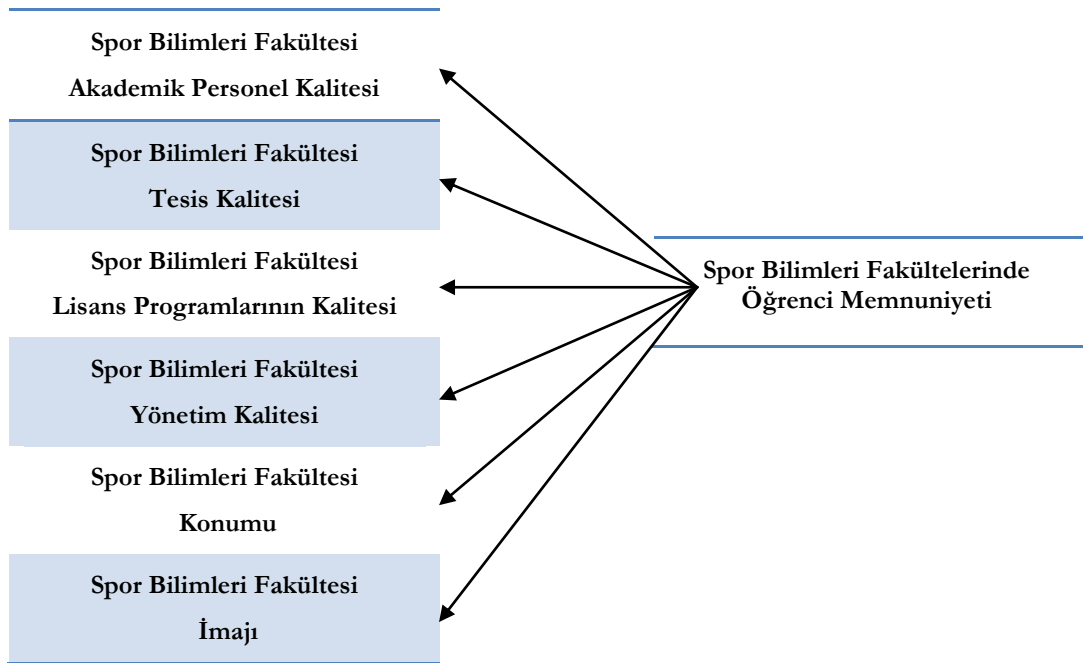 Spor Bilimleri Fakültesi
Akademik Personel Kalitesi
Spor Bilimleri Fakültesi
Tesis Kalitesi
Spor Bilimleri Fakültesi
Lisans Programlarının Kalitesi
Spor Bilimleri Fakültesi
Yönetim Kalitesi
Spor Bilimleri Fakültesi
Konumu
Spor Bilimleri Fakültesi
İmajı
Spor Bilimleri Fakültelerinde
Öğrenci Memnuniyeti